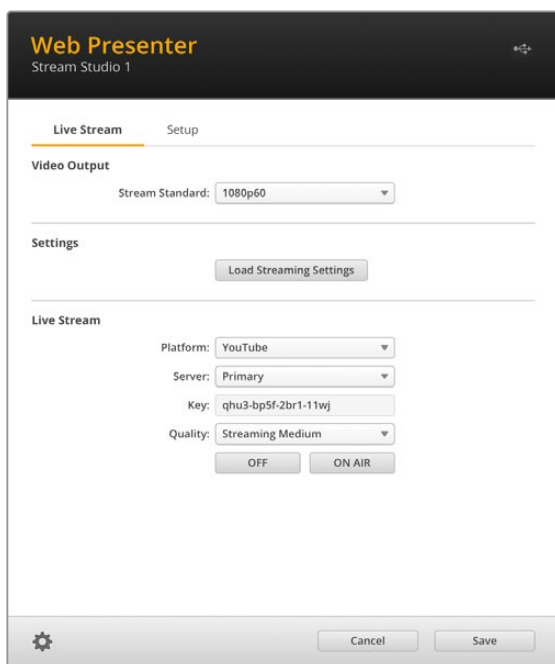 Web Presenter
Stream Studio 1
Live Stream Setup
Video Output
Stream Standard: 1080p60
Settings
Load Streaming Settings
Live Stream
Platform: YouTube
Server: Primary
Key: qhu3-bp5f-2br1-11wj
Quality: Streaming Medium
OFF ON AIR
Cancel Save